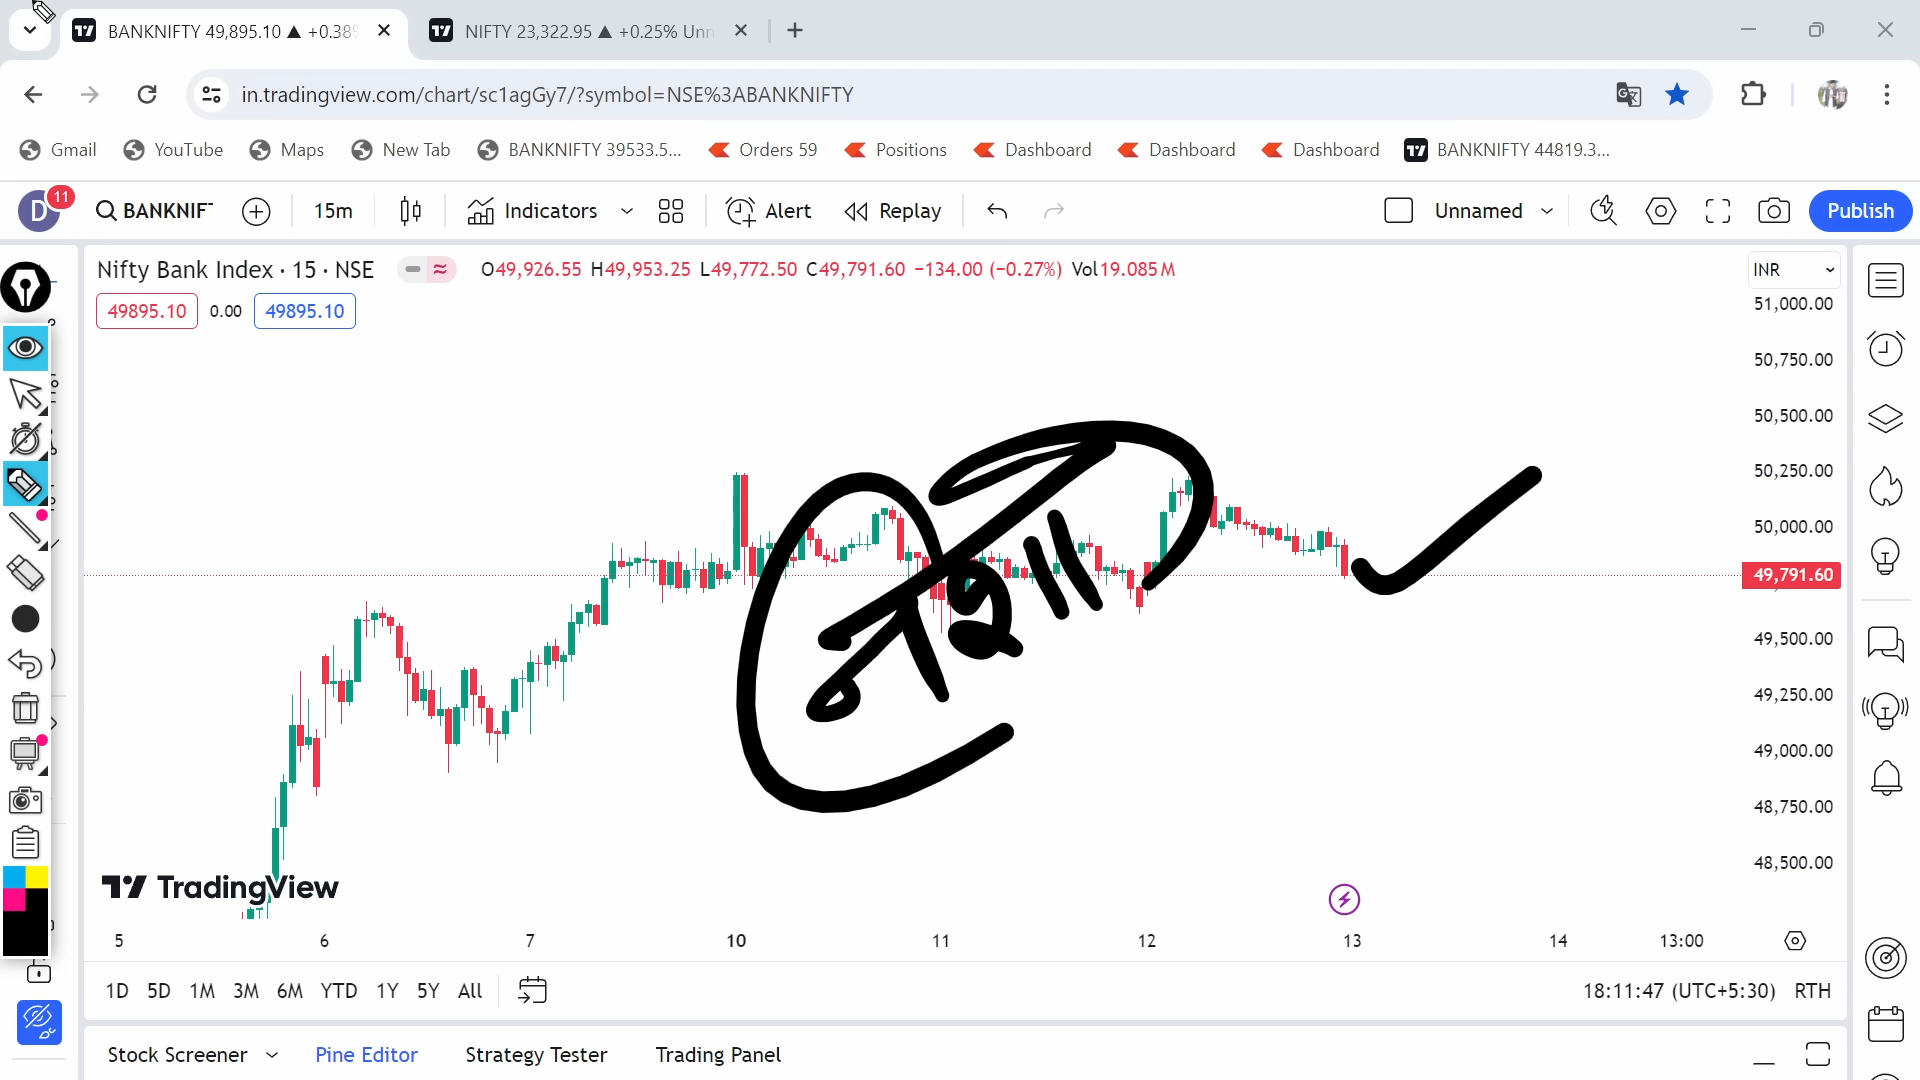 BANKNIFTY 49,895.10 ▲ +0.38%
NIFTY 23,322.95 ▲ +0.25% Unn
in.tradingview.com/chart/sc1agGy7/?symbol=NSE%3ABANKNIFTY
Gmail YouTube Maps New Tab BANKNIFTY 39533.5... Orders 59 Positions Dashboard Dashboard Dashboard BANKNIFTY 44819.3...
D 11 BANKNIF 15m Indicators Alert Replay Unnamed Publish
Nifty Bank Index · 15 · NSE O49,926.55 H49,953.25 L49,772.50 C49,791.60 −134.00 (−0.27%) Vol19.085M
INR
49895.10 0.00 49895.10
51,000.00
50,750.00
50,500.00
50,250.00
50,000.00
49,791.60
49,500.00
49,250.00
49,000.00
48,750.00
48,500.00
TradingView
5 6 7 10 11 12 13 14 13:00
1D 5D 1M 3M 6M YTD 1Y 5Y All 18:11:47 (UTC+5:30) RTH
Stock Screener Pine Editor Strategy Tester Trading Panel